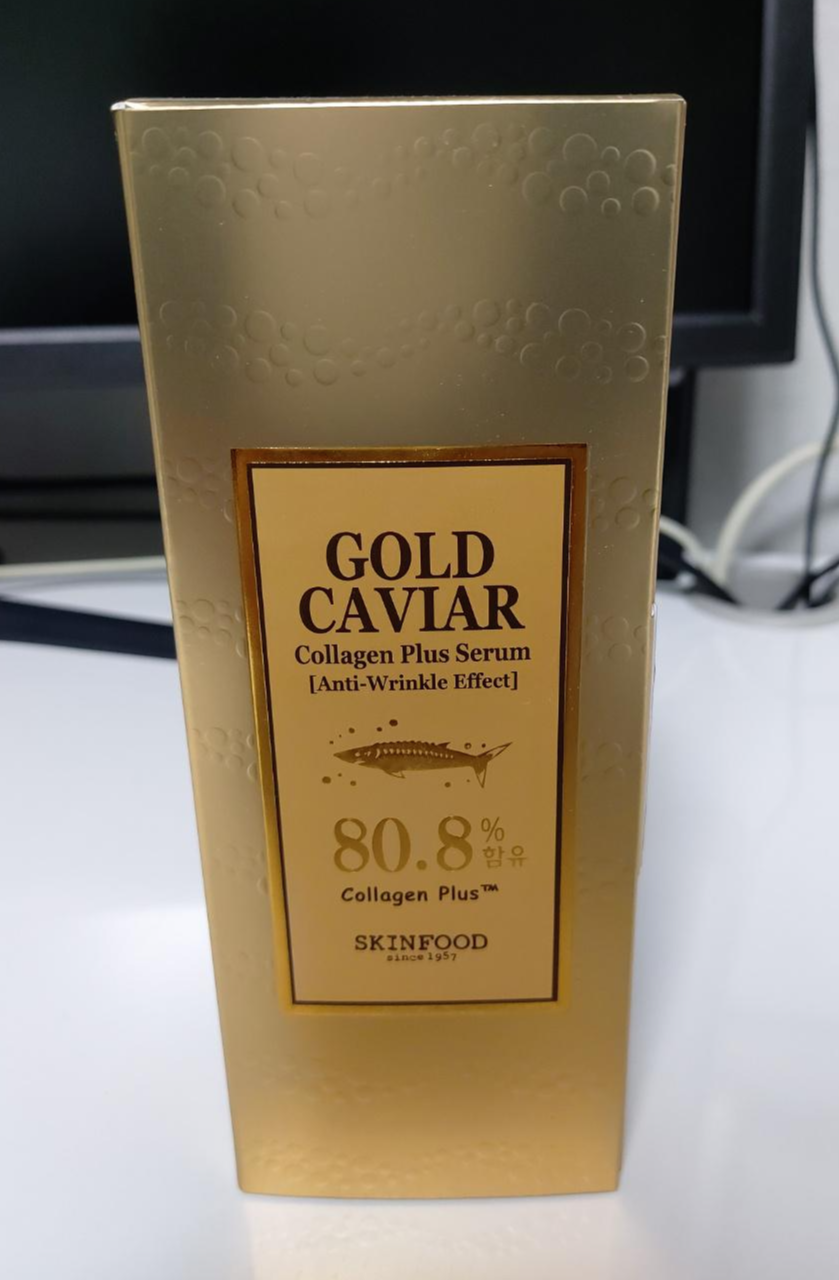 GOLD
CAVIAR
Collagen Plus Serum
[Anti-Wrinkle Effect]
80.8% 함유
Collagen Plus™
SKINFOOD
since 1957